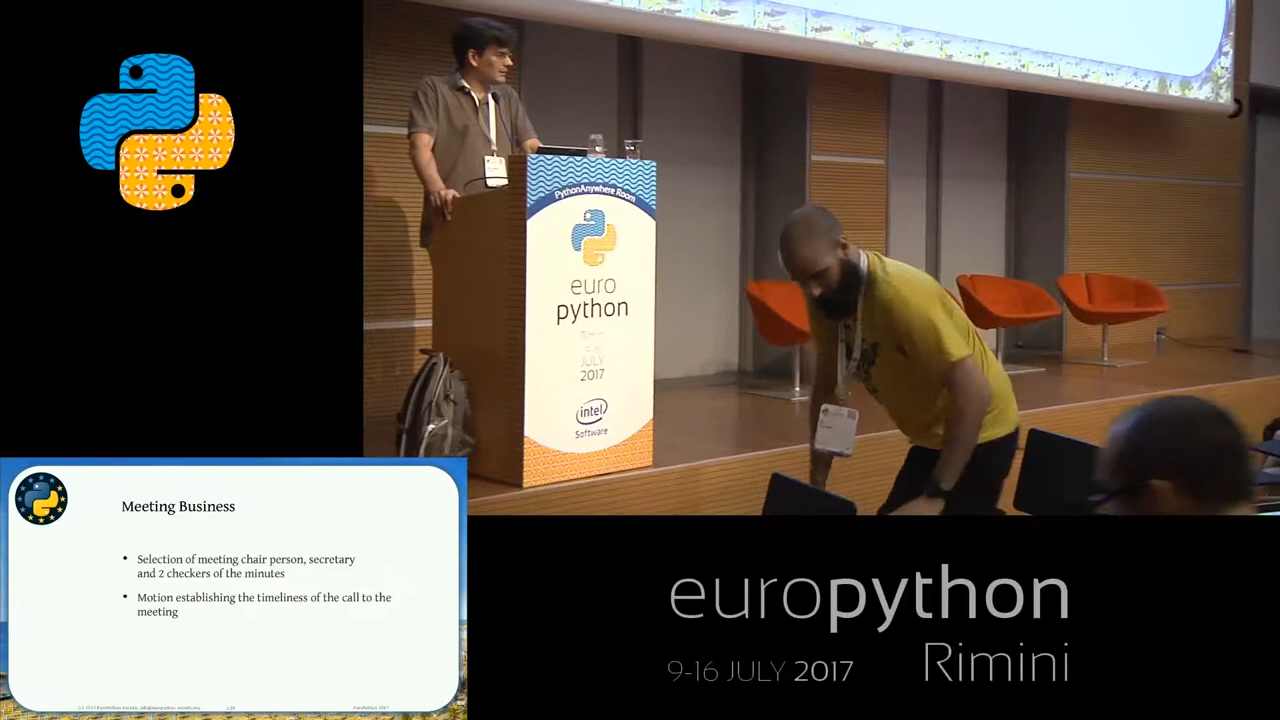 PythonAnywhere Room
euro
python
Rimini
JULY
2017
intel
Software
Meeting Business
• Selection of meeting chair person, secretary
and 2 checkers of the minutes
• Motion establishing the timeliness of the call to the
meeting
europython
9-16 JULY 2017
Rimini